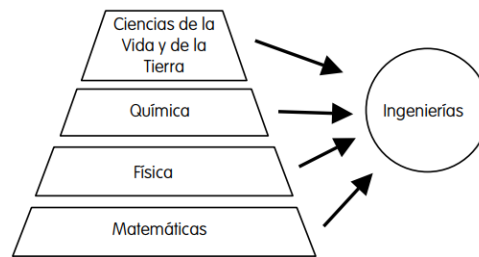 Ciencias de la
Vida y de la
Tierra
Química
Ingenierías
Física
Matemáticas